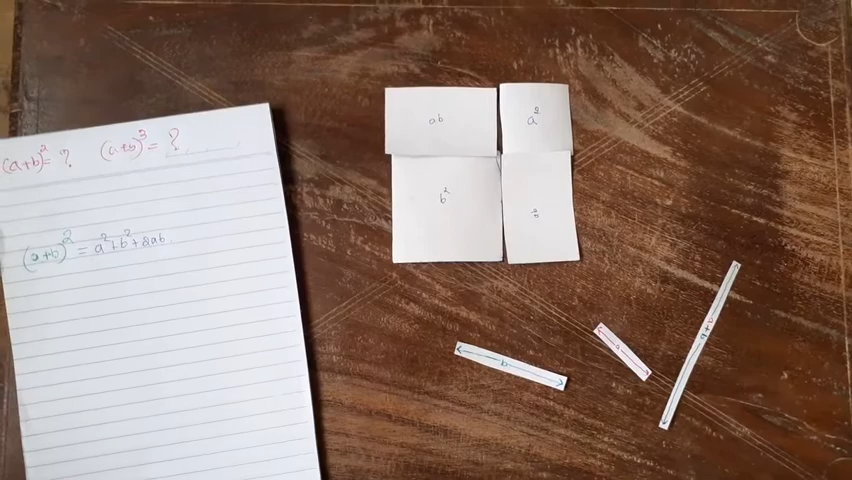 (a+b)² = ? (a+b)³ = ?
(a+b)² = a²+b²+2ab
ab
a²
b²
b
a
a+b